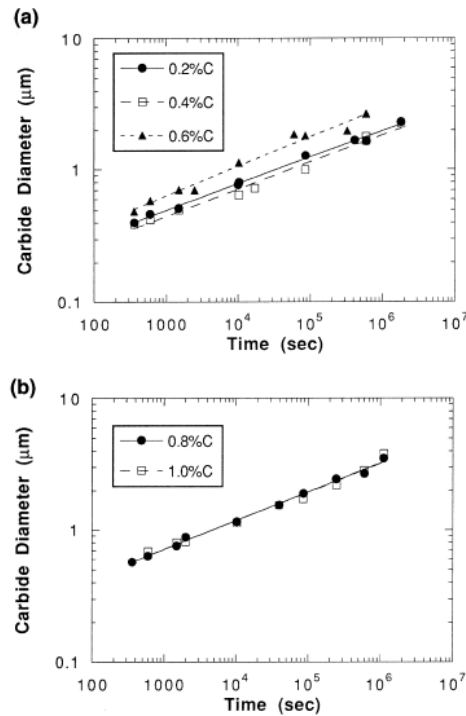 (a)
10
0.2%C
0.4%C
0.6%C
1
0.1
Carbide Diameter (µm)
100 1000 10⁴ 10⁵ 10⁶ 10⁷
Time (sec)
(b)
10
0.8%C
1.0%C
1
0.1
Carbide Diameter (µm)
100 1000 10⁴ 10⁵ 10⁶ 10⁷
Time (sec)